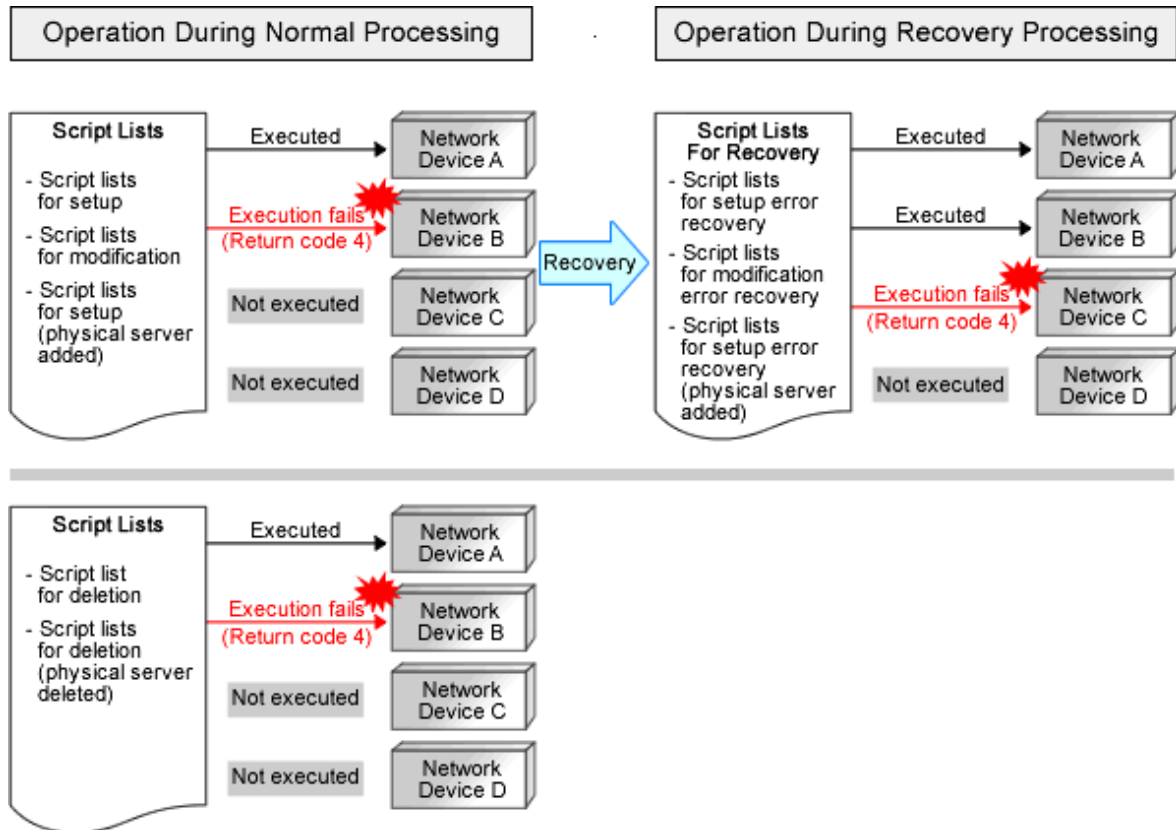 Operation During Normal Processing
Operation During Recovery Processing
Script Lists
- Script lists
for setup
- Script lists
for modification
- Script lists
for setup
(physical server
added)
Executed
Network
Device A
Execution fails
(Return code 4)
Network
Device B
Not executed
Network
Device C
Not executed
Network
Device D
Recovery
Script Lists
For Recovery
- Script lists
for setup error
recovery
- Script lists
for modification
error recovery
- Script lists
for setup error
recovery
(physical server
added)
Executed
Network
Device A
Executed
Network
Device B
Execution fails
(Return code 4)
Network
Device C
Not executed
Network
Device D
Script Lists
- Script list
for deletion
- Script lists
for deletion
(physical server
deleted)
Executed
Network
Device A
Execution fails
(Return code 4)
Network
Device B
Not executed
Network
Device C
Not executed
Network
Device D